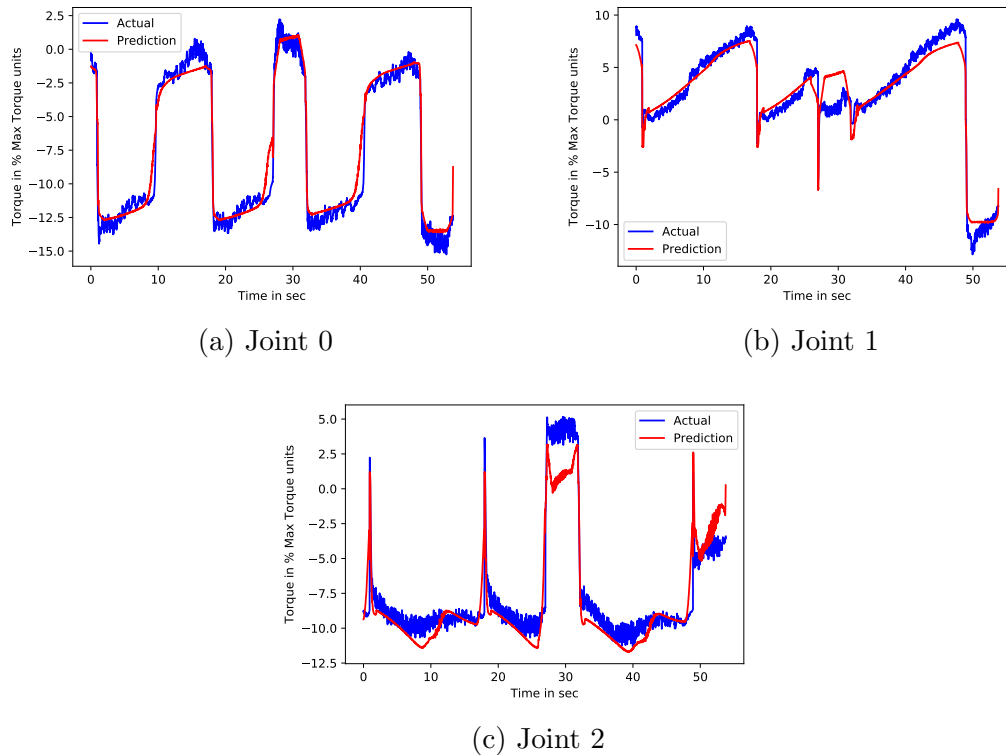 2.5
0.0
−2.5
−5.0
−7.5
−10.0
−12.5
−15.0
Torque in % Max Torque units
Actual
Prediction
0 10 20 30 40 50
Time in sec
(a) Joint 0
10
5
0
−5
−10
Torque in % Max Torque units
Actual
Prediction
0 10 20 30 40 50
Time in sec
(b) Joint 1
5.0
2.5
0.0
−2.5
−5.0
−7.5
−10.0
−12.5
Torque in % Max Torque units
Actual
Prediction
0 10 20 30 40 50
Time in sec
(c) Joint 2